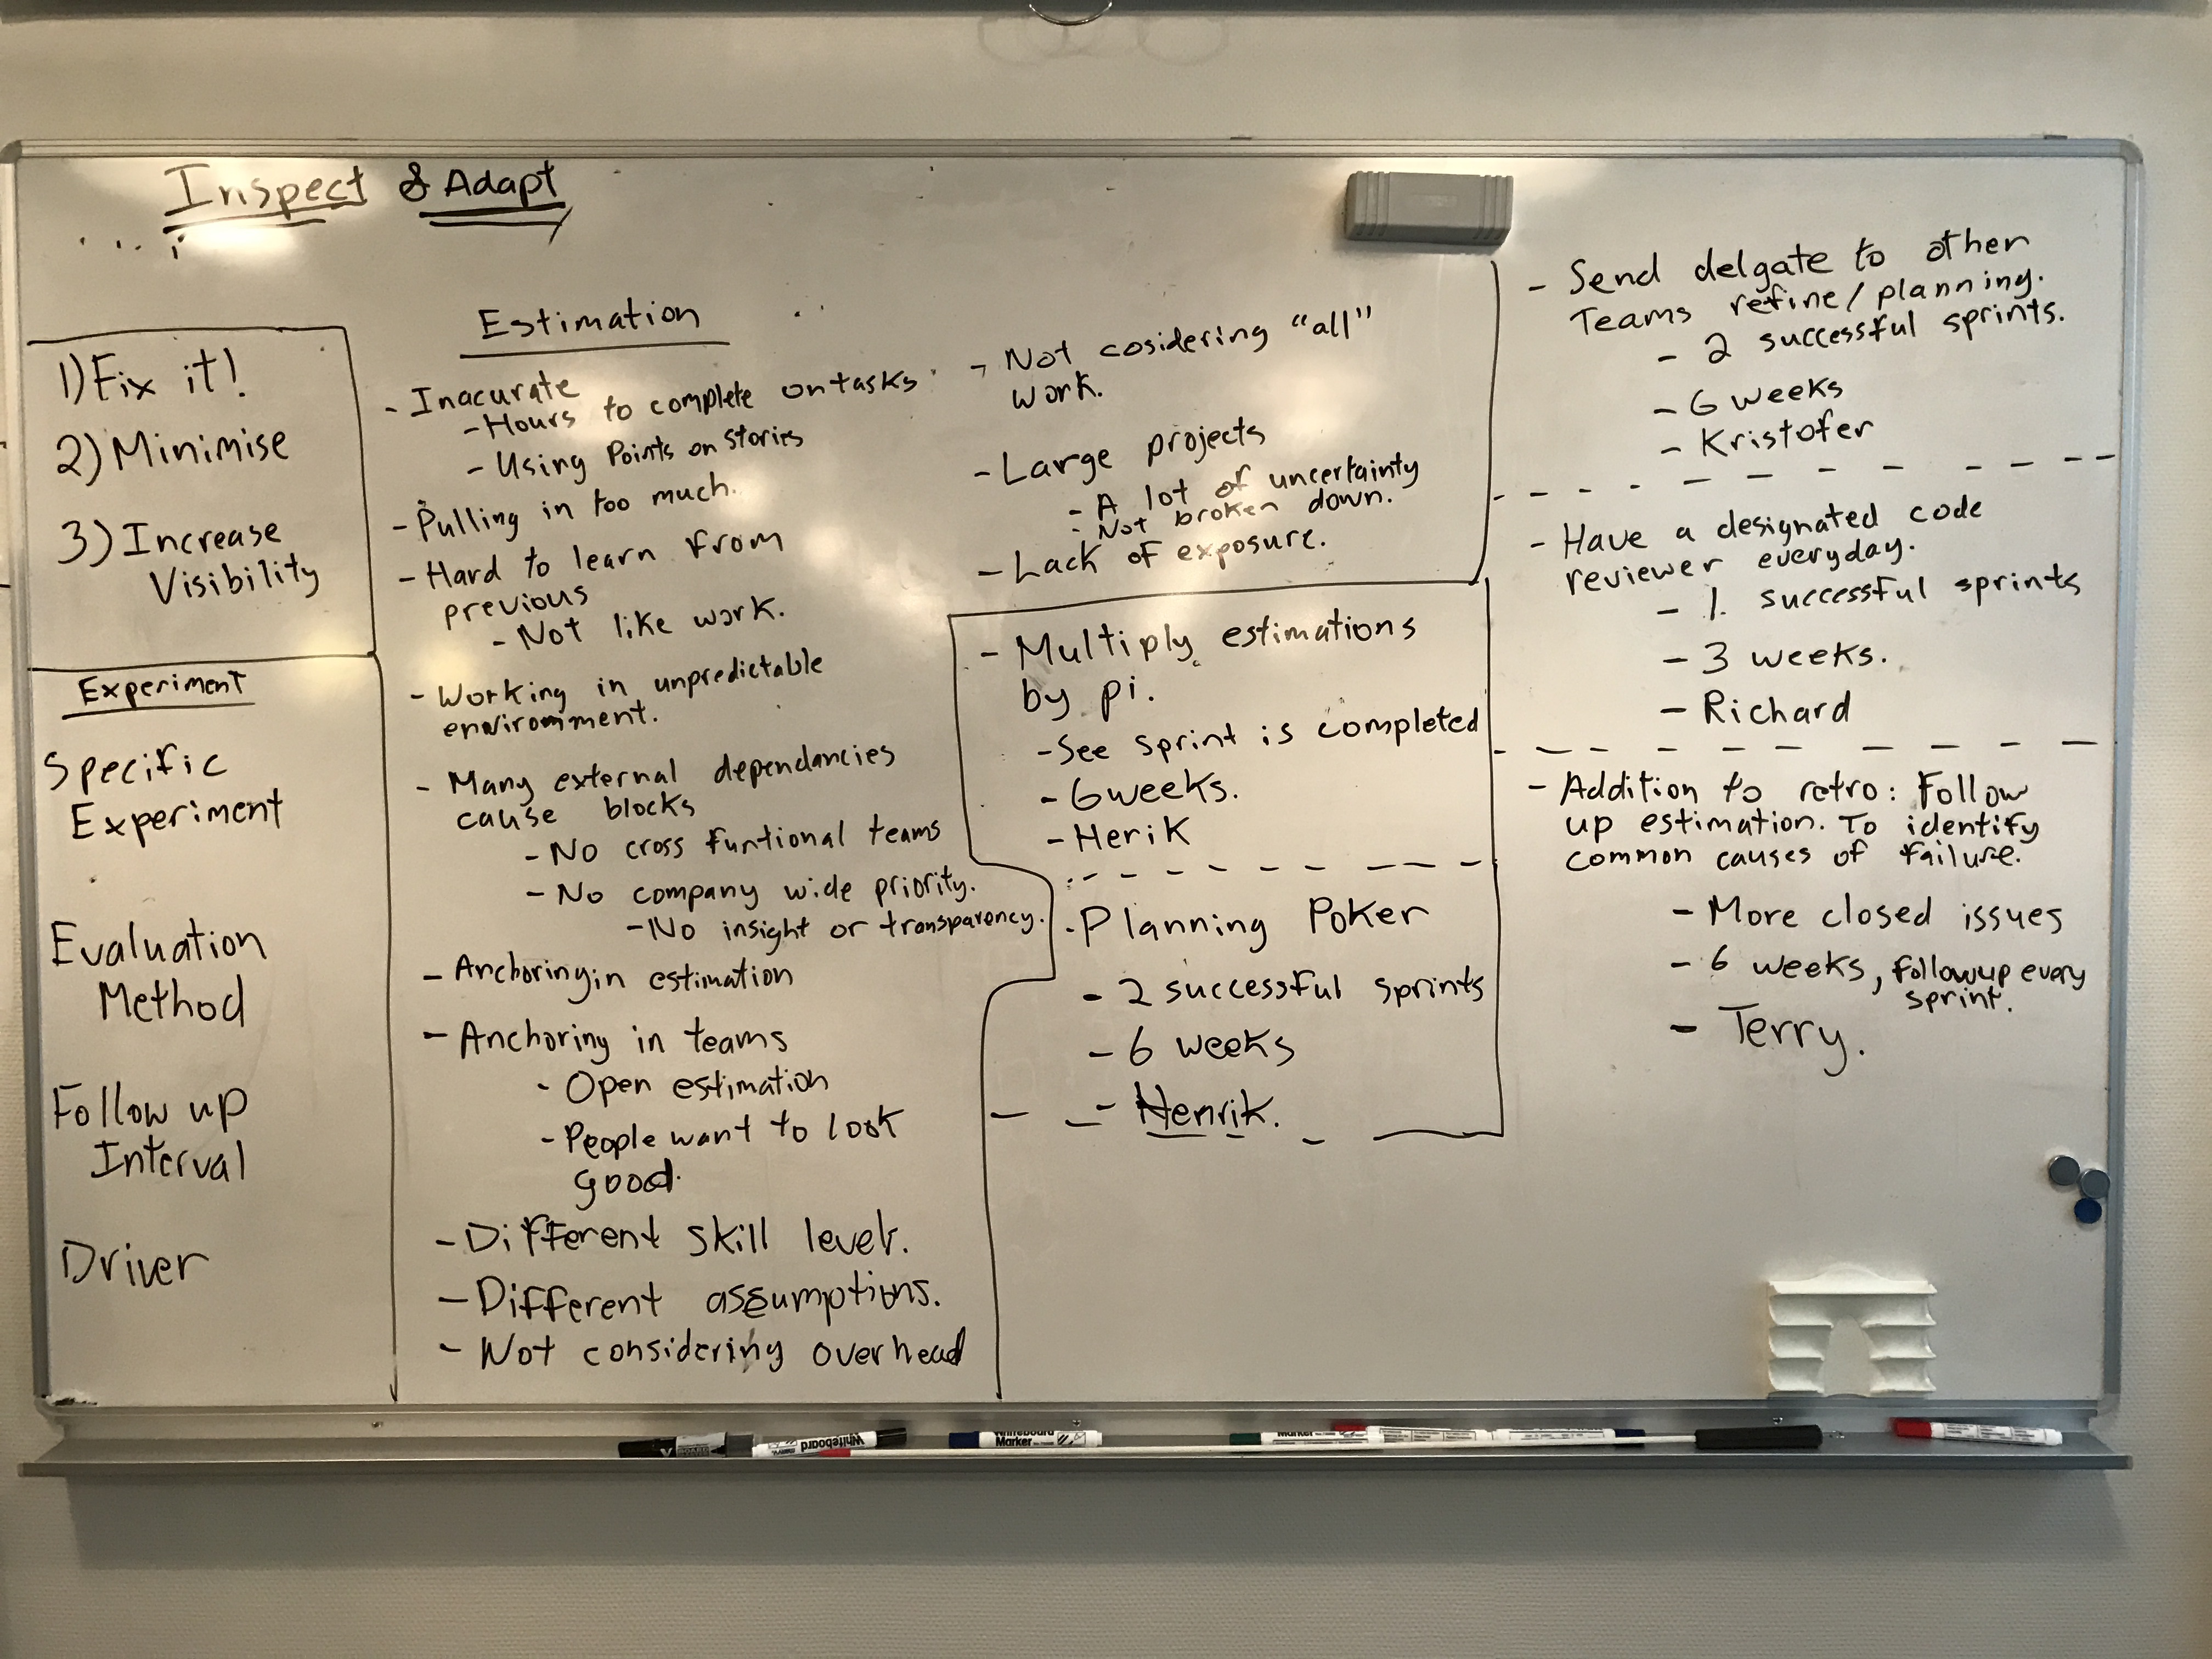 Inspect & Adapt
1) Fix it!
2) Minimise
3) Increase
Visibility
Experiment
Specific
Experiment
Evaluation
Method
Follow up
Interval
Driver
Estimation
- Inacurate
- Hours to complete on tasks
- Using Points on stories
- Pulling in too much.
- Hard to learn from
previous
- Not like work.
- Working in unpredictable
enviromment.
- Many external dependancies
cause blocks
- No cross funtional teams
- No company wide priority.
- No insight or transparency.
- Anchoring in estimation
- Anchoring in teams
- Open estimation
- People want to look
good.
- Different skill level.
- Different assumptions.
- Not considering overhead
- Not cosidering "all"
work.
- Large projects
- A lot of uncertainty
- Not broken down.
- Lack of exposure.
- Multiply estimations
by pi.
- See sprint is completed
- 6 weeks.
- Herik
- Planning Poker
- 2 successful sprints
- 6 weeks
- Henrik.
- Send delgate to other
Teams refine/planning.
- 2 successful sprints.
- 6 weeks
- Kristofer
- Have a designated code
reviewer everyday.
- 1. successful sprints
- 3 weeks.
- Richard
- Addition to retro: Follow
up estimation. To identify
common causes of failure.
- More closed issues
- 6 weeks, followup every
sprint.
- Terry.
Whiteboard
Whiteboard
Marker
Marker